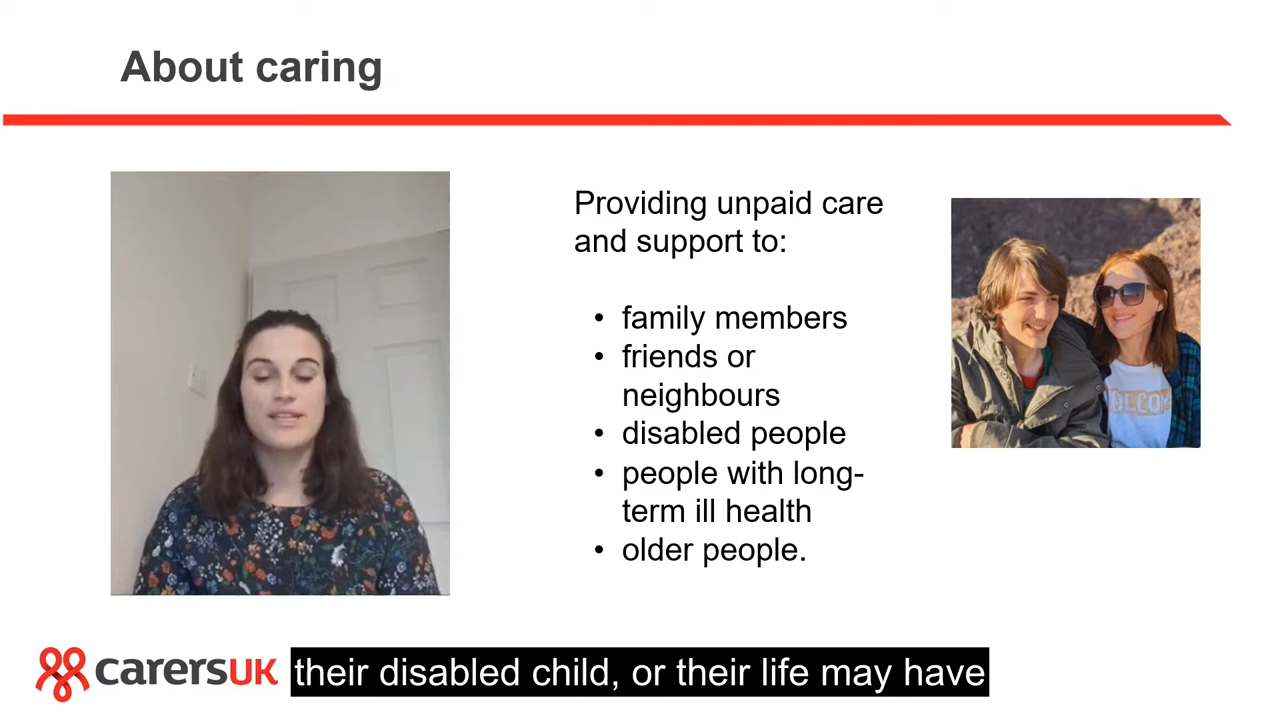 About caring
Providing unpaid care
and support to:
• family members
• friends or
neighbours
• disabled people
• people with long-
term ill health
• older people.
OLCOM
carersUK
their disabled child, or their life may have